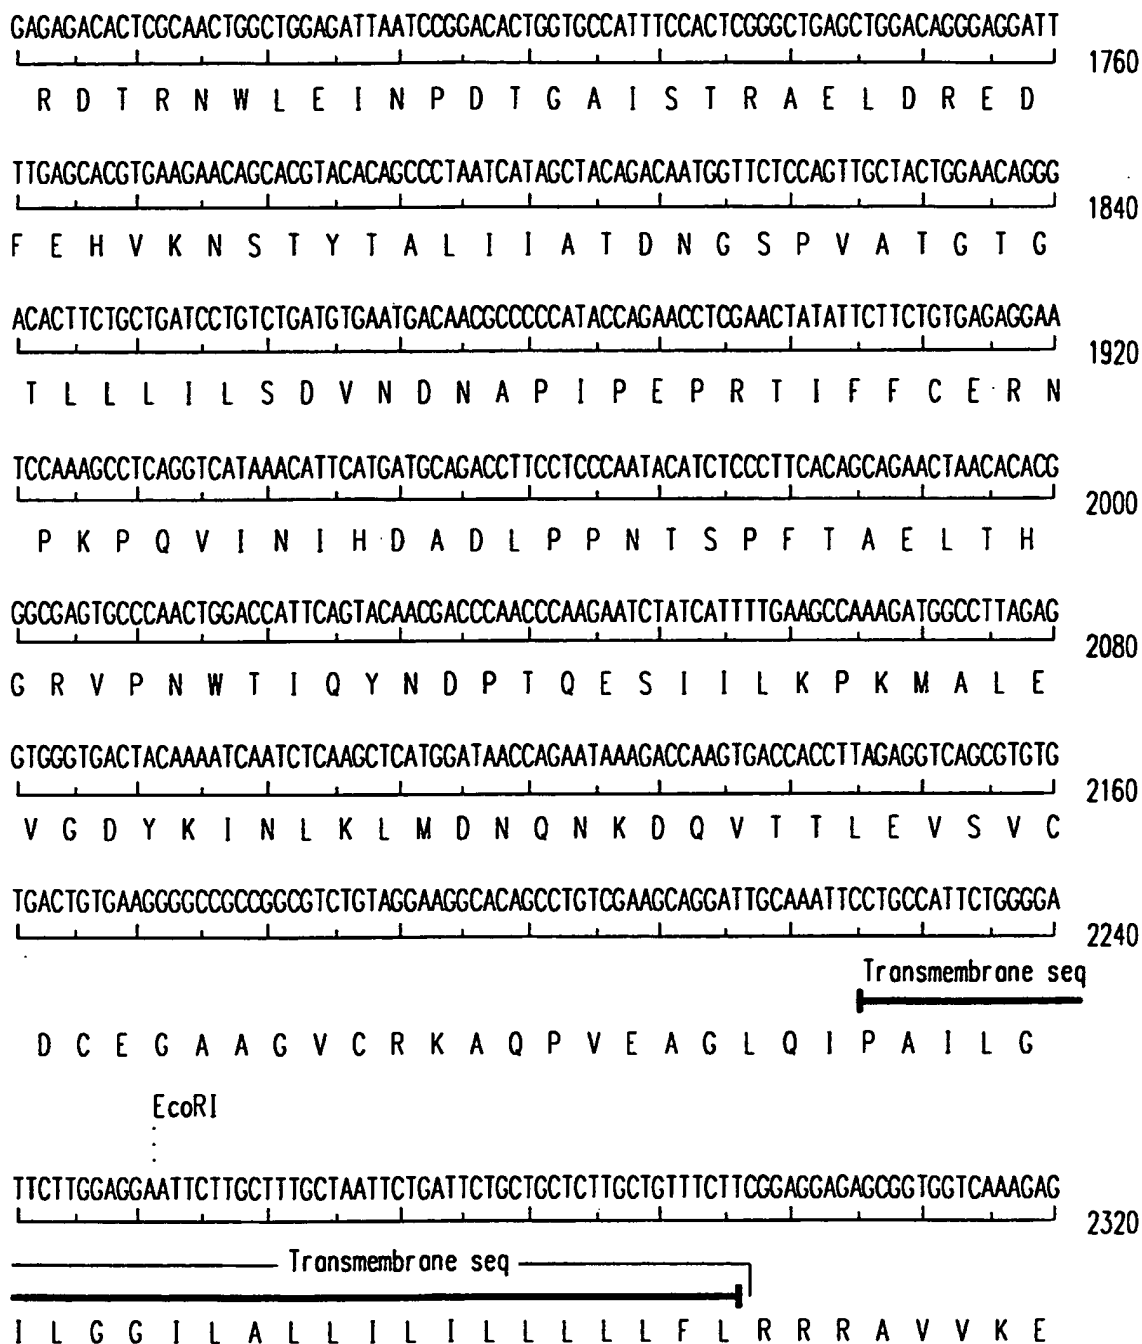 GAGAGACACTCGCAACTGGCTGGAGATTAATCCGGACACTGGTGCCATTTCCACTCGGGCTGAGCTGGACAGGGAGGATT
1760
R D T R N W L E I N P D T G A I S T R A E L D R E D
TTGAGCACGTGAAGAACAGCACGTACACAGCCCTAATCATAGCTACAGACAATGGTTCTCCAGTTGCTACTGGAACAGGG
1840
F E H V K N S T Y T A L I I A T D N G S P V A T G T G
ACACTTCTGCTGATCCTGTCTGATGTGAATGACAACGCCCCCATACCAGAACCTCGAACTATATTCTTCTGTGAGAGGAA
1920
T L L L I L S D V N D N A P I P E P R T I F F C E R N
TCCAAAGCCTCAGGTCATAAACATTCATGATGCAGACCTTCCTCCCAATACATCTCCCTTCACAGCAGAACTAACACACG
2000
P K P Q V I N I H D A D L P P N T S P F T A E L T H
GGCGAGTGCCCAACTGGACCATTCAGTACAACGACCCAACCCAAGAATCTATCATTTTGAAGCCAAAGATGGCCTTAGAG
2080
G R V P N W T I Q Y N D P T Q E S I I L K P K M A L E
GTGGGTGACTACAAAATCAATCTCAAGCTCATGGATAACCAGAATAAAGACCAAGTGACCACCTTAGAGGTCAGCGTGTG
2160
V G D Y K I N L K L M D N Q N K D Q V T T L E V S V C
TGACTGTGAAGGGGCCGCCGGCGTCTGTAGGAAGGCACAGCCTGTCGAAGCAGGATTGCAAATTCCTGCCATTCTGGGGA
2240
Transmembrane seq
D C E G A A G V C R K A Q P V E A G L Q I P A I L G
EcoRI
TTCTTGGAGGAATTCTTGCTTTGCTAATTCTGATTCTGCTGCTCTTGCTGTTTCTTCGGAGGAGAGCGGTGGTCAAAGAG
2320
Transmembrane seq
I L G G I L A L L I L I L L L L L F L R R R A V V K E